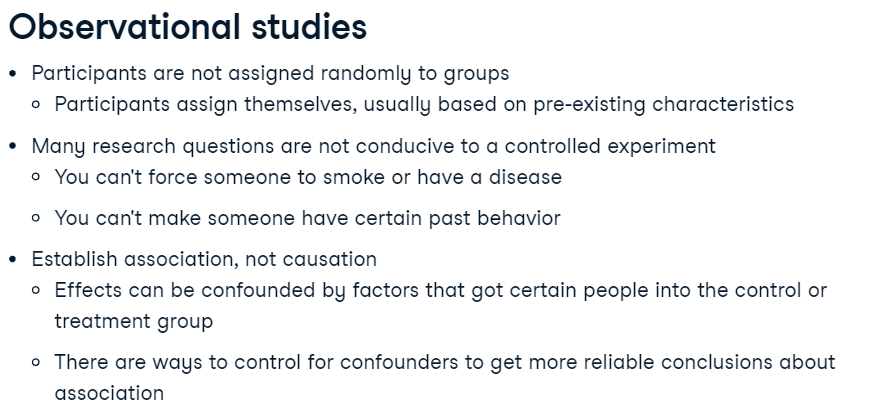 Observational studies
• Participants are not assigned randomly to groups
○ Participants assign themselves, usually based on pre-existing characteristics
• Many research questions are not conducive to a controlled experiment
○ You can't force someone to smoke or have a disease
○ You can't make someone have certain past behavior
• Establish association, not causation
○ Effects can be confounded by factors that got certain people into the control or
treatment group
○ There are ways to control for confounders to get more reliable conclusions about
association